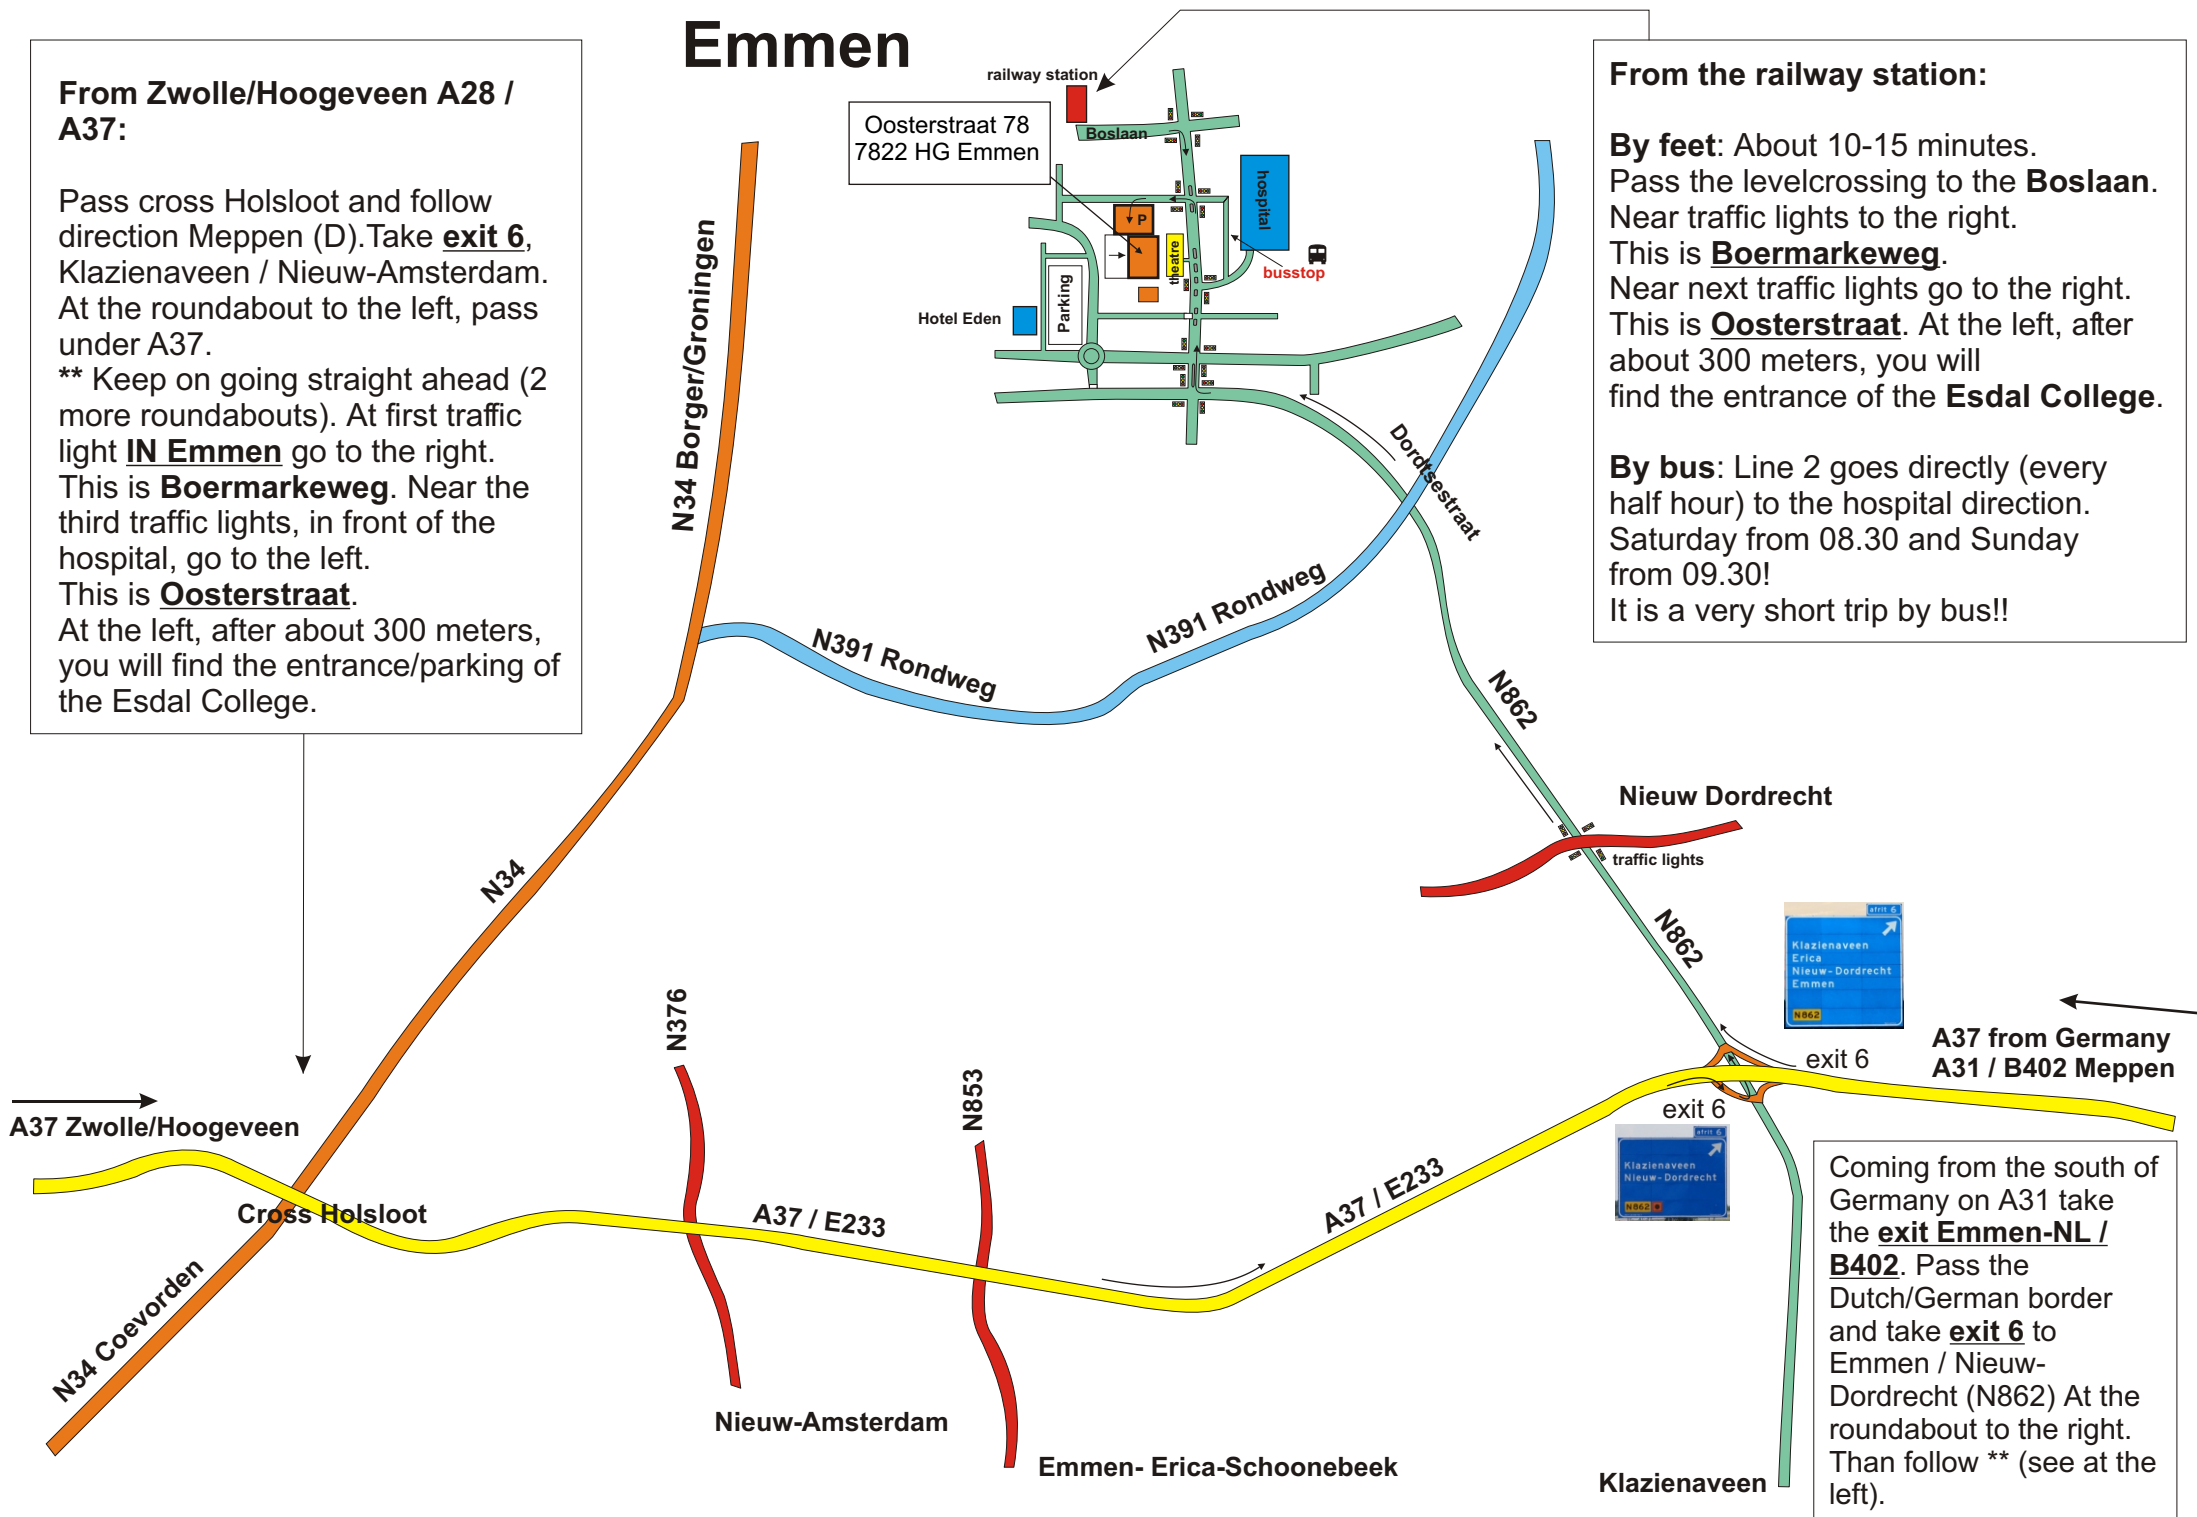 Emmen
From Zwolle/Hoogeveen A28 /
A37:
Pass cross Holsloot and follow
direction Meppen (D).Take exit 6,
Klazienaveen / Nieuw-Amsterdam.
At the roundabout to the left, pass
under A37.
** Keep on going straight ahead (2
more roundabouts). At first traffic
light IN Emmen go to the right.
This is Boermarkeweg. Near the
third traffic lights, in front of the
hospital, go to the left.
This is Oosterstraat.
At the left, after about 300 meters,
you will find the entrance/parking of
the Esdal College.
From the railway station:
By feet: About 10-15 minutes.
Pass the levelcrossing to the Boslaan.
Near traffic lights to the right.
This is Boermarkeweg.
Near next traffic lights go to the right.
This is Oosterstraat. At the left, after
about 300 meters, you will
find the entrance of the Esdal College.
By bus: Line 2 goes directly (every
half hour) to the hospital direction.
Saturday from 08.30 and Sunday
from 09.30!
It is a very short trip by bus!!
railway station
Boslaan
Oosterstraat 78
7822 HG Emmen
P
theatre
hospital
busstop
Parking
Hotel Eden
Dordtsestraat
N34 Borger/Groningen
N391 Rondweg
N391 Rondweg
N862
Nieuw Dordrecht
traffic lights
N862
N34
afrit 6
Klazienaveen
Erica
Nieuw-Dordrecht
Emmen
N862
A37 from Germany
A31 / B402 Meppen
exit 6
exit 6
afrit 6
Klazienaveen
Nieuw-Dordrecht
N862
N376
N853
A37 Zwolle/Hoogeveen
Cross Holsloot
A37 / E233
A37 / E233
N34 Coevorden
Nieuw-Amsterdam
Emmen- Erica-Schoonebeek
Klazienaveen
Coming from the south of
Germany on A31 take
the exit Emmen-NL /
B402. Pass the
Dutch/German border
and take exit 6 to
Emmen / Nieuw-
Dordrecht (N862) At the
roundabout to the right.
Than follow ** (see at the
left).